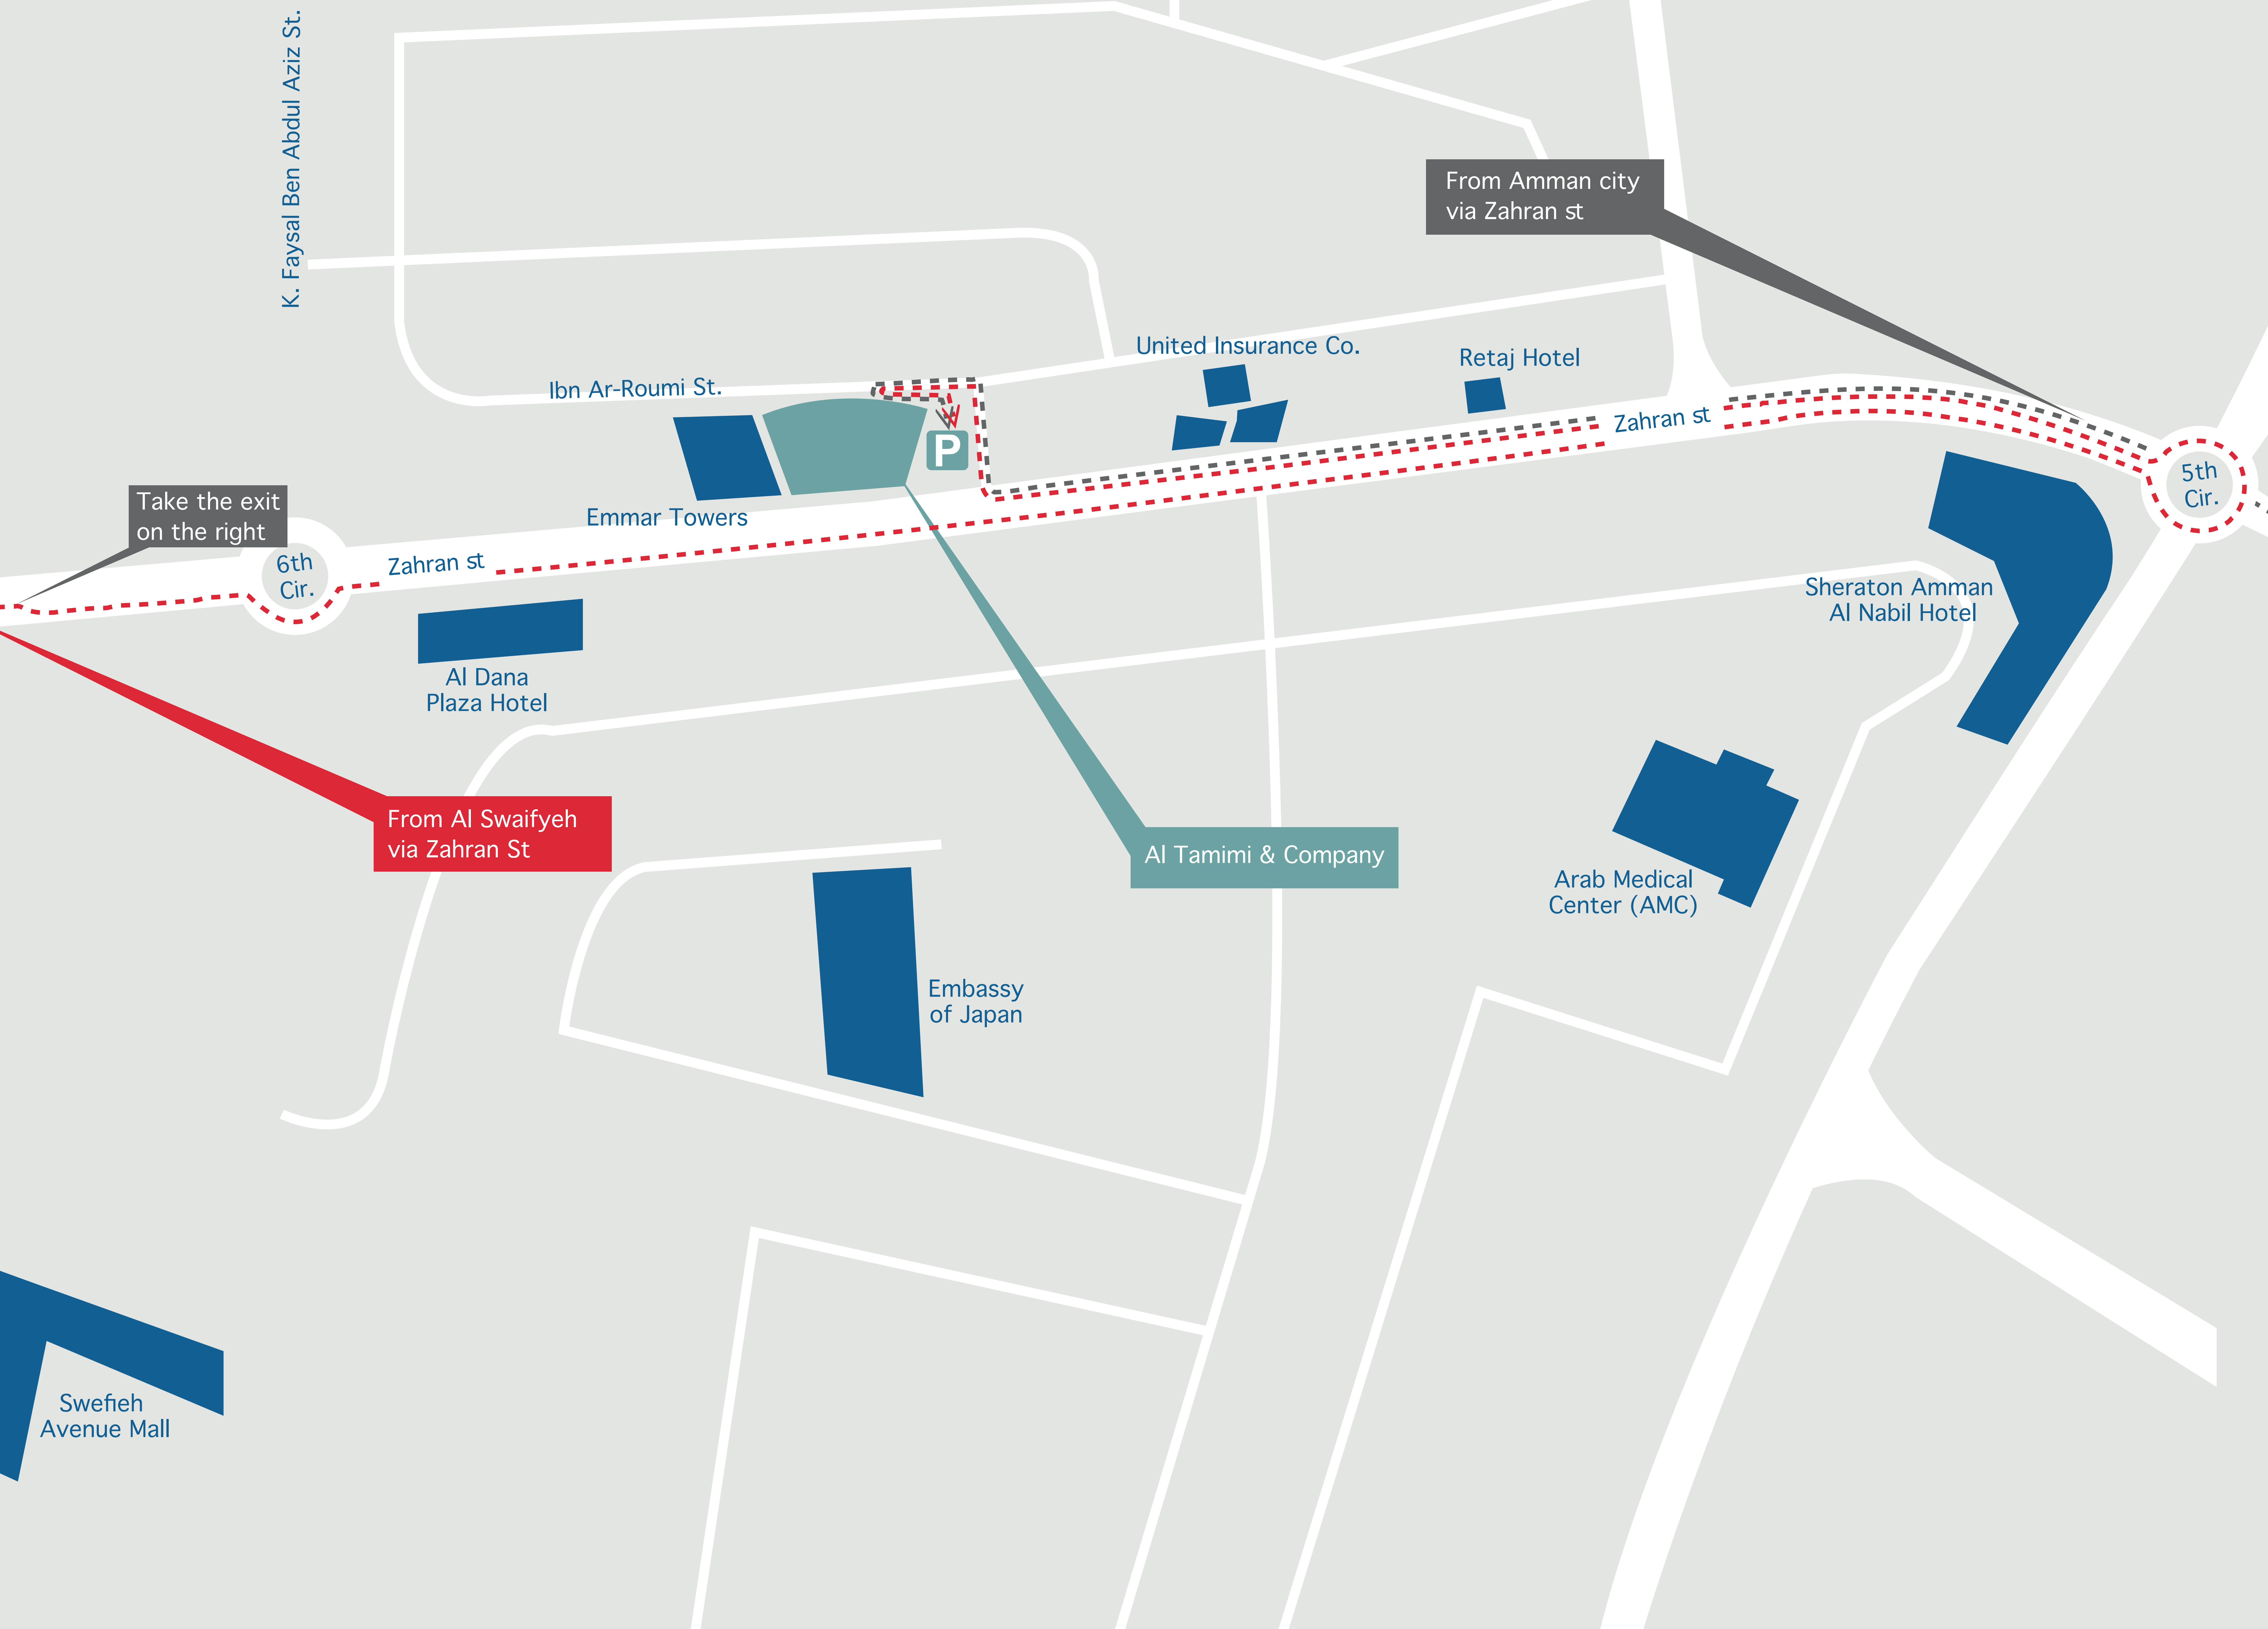 K. Faysal Ben Abdul Aziz St.
From Amman city
via Zahran st
United Insurance Co.
Retaj Hotel
Ibn Ar-Roumi St.
Zahran st
P
5th
Cir.
Take the exit
on the right
Emmar Towers
6th
Cir.
Zahran st
Sheraton Amman
Al Nabil Hotel
Al Dana
Plaza Hotel
From Al Swaifyeh
via Zahran St
Al Tamimi & Company
Arab Medical
Center (AMC)
Embassy
of Japan
Swefieh
Avenue Mall